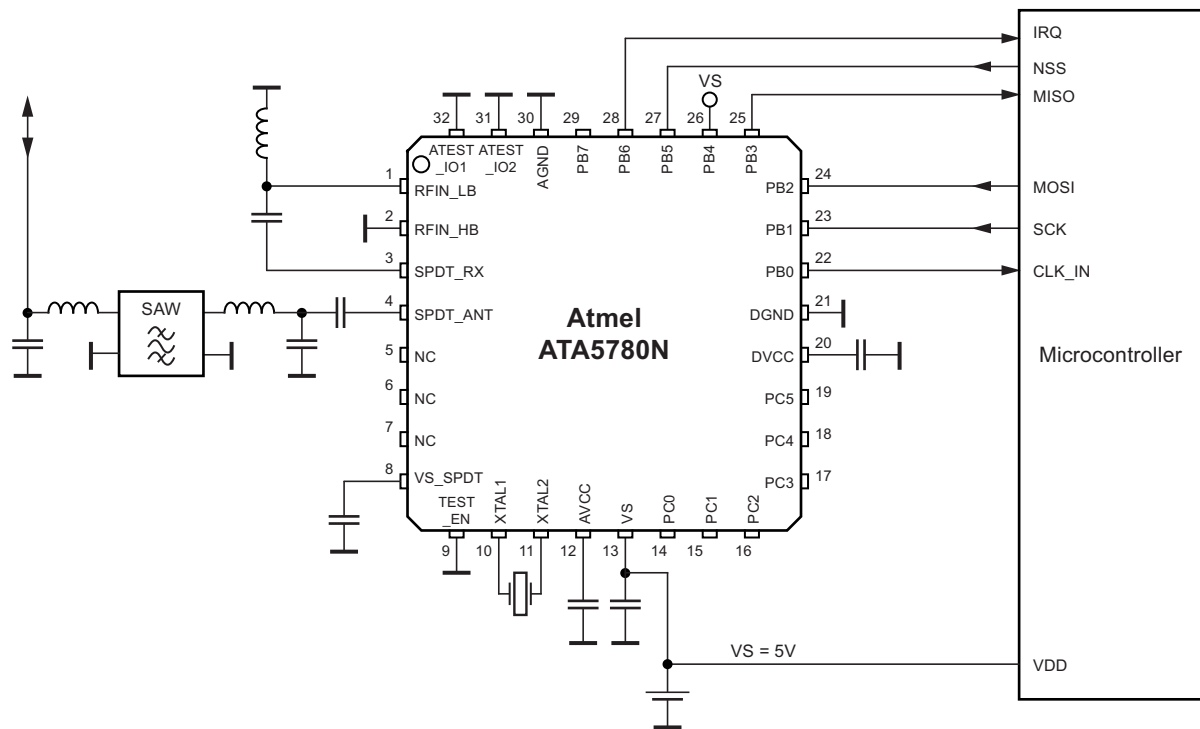 IRQ
NSS
MISO
VS
32
31
30
29
28
27
26
25
ATEST
_IO1
ATEST
_IO2
AGND
PB7
PB6
PB5
PB4
PB3
1
RFIN_LB
2
RFIN_HB
3
SPDT_RX
4
SPDT_ANT
5
NC
6
NC
7
NC
8
VS_SPDT
SAW
Atmel
ATA5780N
PB2
24
MOSI
PB1
23
SCK
PB0
22
CLK_IN
DGND
21
DVCC
20
PC5
19
PC4
18
PC3
17
Microcontroller
TEST
_EN
XTAL1
XTAL2
AVCC
VS
PC0
PC1
PC2
9
10
11
12
13
14
15
16
VS = 5V
VDD